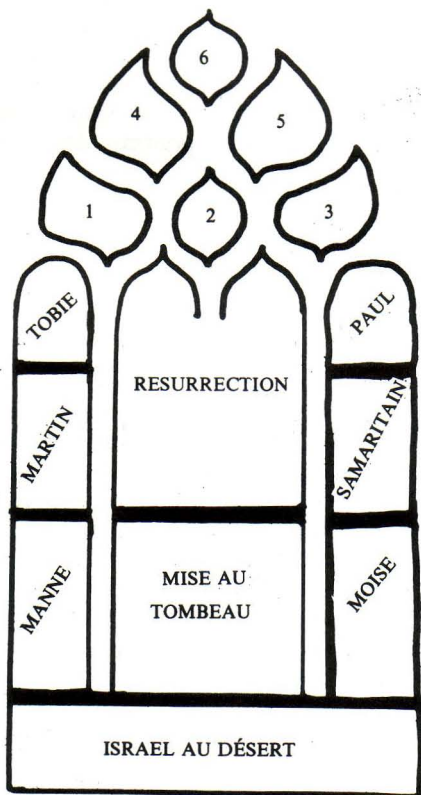 6
4
5
1
2
3
TOBIE
PAUL
RESURRECTION
MARTIN
SAMARITAIN
MANNE
MISE AU
TOMBEAU
MOISE
ISRAEL AU DÉSERT